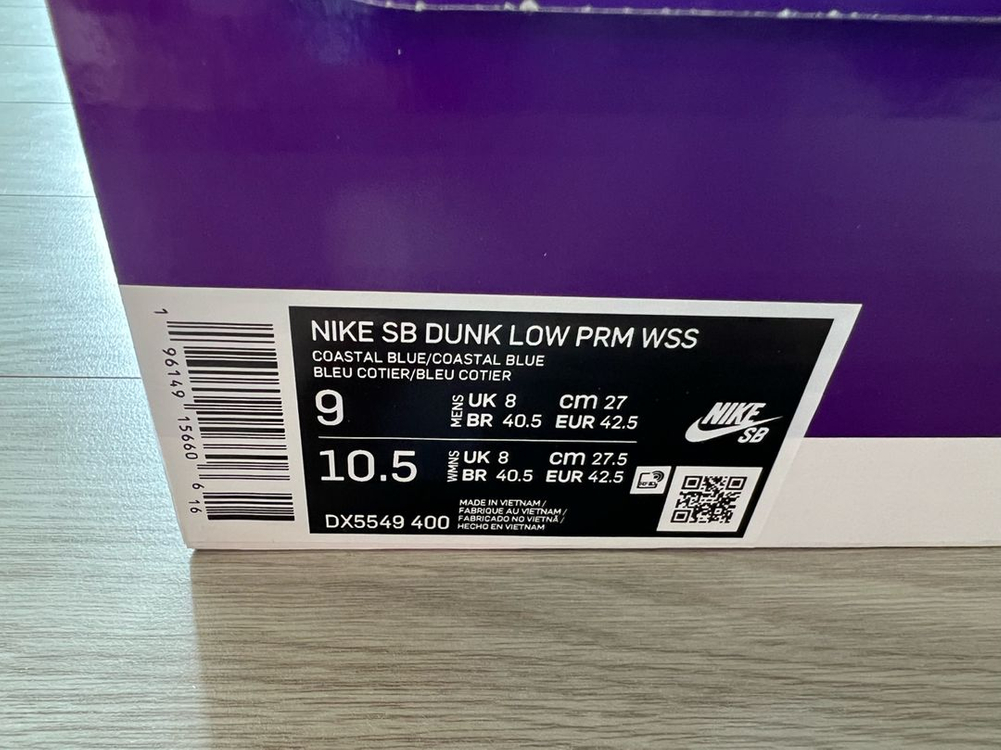 NIKE SB DUNK LOW PRM WSS
COASTAL BLUE/COASTAL BLUE
BLEU COTIER/BLEU COTIER
9 MENS UK 8 cm 27
BR 40.5 EUR 42.5
10.5 WMNS UK 8 cm 27.5
BR 40.5 EUR 42.5
DX5549 400
MADE IN VIETNAM /
FABRIQUE AU VIETNAM /
FABRICADO NO VIETNÃ /
HECHO EN VIETNAM
NIKE
SB
1 96149 15660 6 16